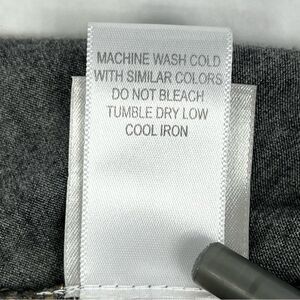 MACHINE WASH COLD
WITH SIMILAR COLORS
DO NOT BLEACH
TUMBLE DRY LOW
COOL IRON